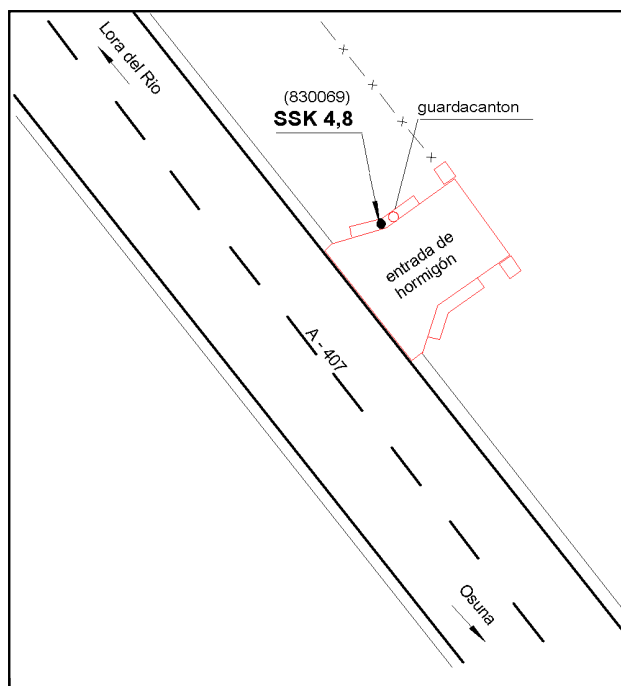 Lora del Rio
(830069)
SSK 4,8
guardacanton
entrada de
hormigón
A - 407
Osuna